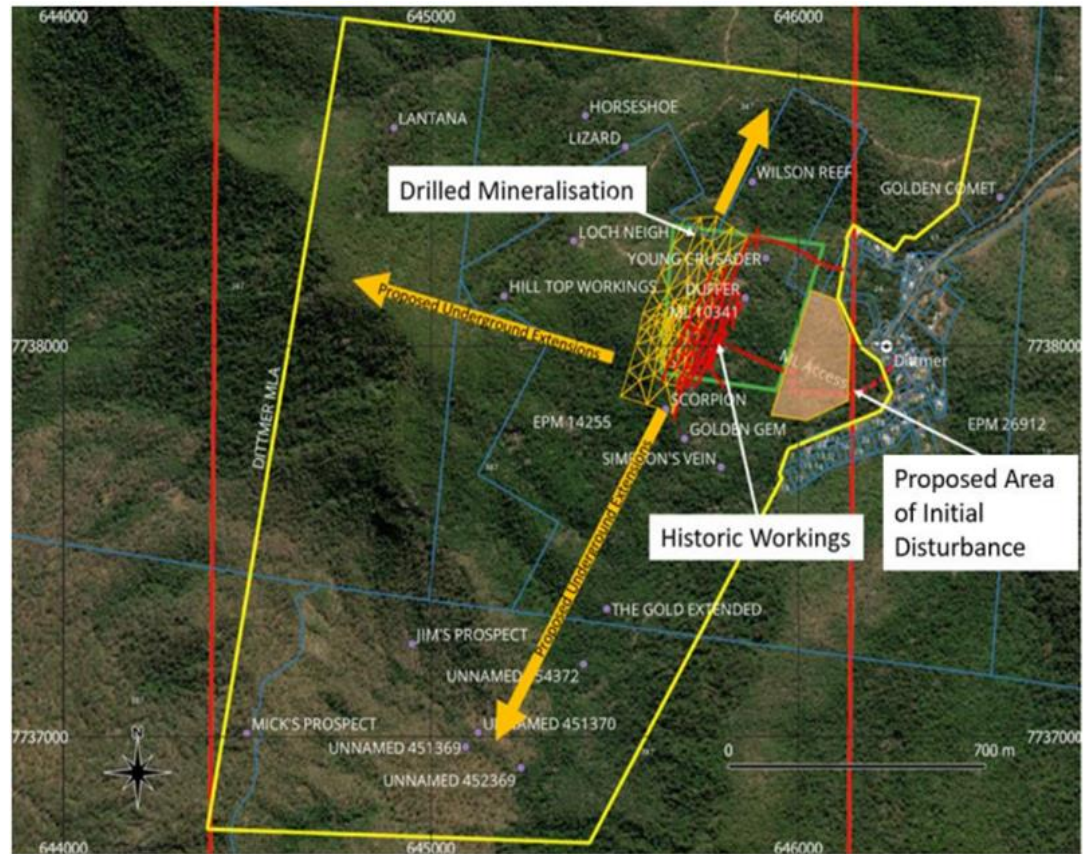 644000
645000
646000
LANTANA
HORSESHOE
LIZARD
WILSON REEF
Drilled Mineralisation
GOLDEN COMET
LOCH NEIGH
YOUNG CRUSADER
HILL TOP WORKINGS
DUFFER
ML 10341
Proposed Underground Extensions
7738000
7738000
ML Access
Dittmer
DITTMER MLA
SCORPION
EPM 14255
GOLDEN GEM
EPM 26912
SIMPSON'S VEIN
Proposed Area
of Initial
Disturbance
Historic Workings
Proposed Underground Extensions
THE GOLD EXTENDED
JIM'S PROSPECT
MICK'S PROSPECT
UNNAMED 451370
7737000
7737000
UNNAMED 451369
0
700 m
UNNAMED 452369
644000
645000
646000